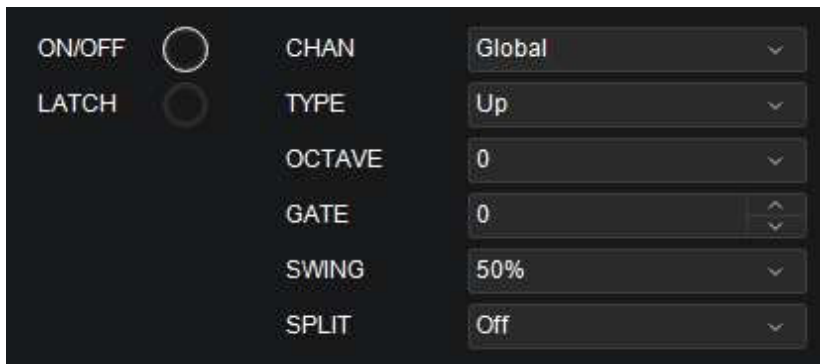 ON/OFF CHAN Global
LATCH TYPE Up
OCTAVE 0
GATE 0
SWING 50%
SPLIT Off